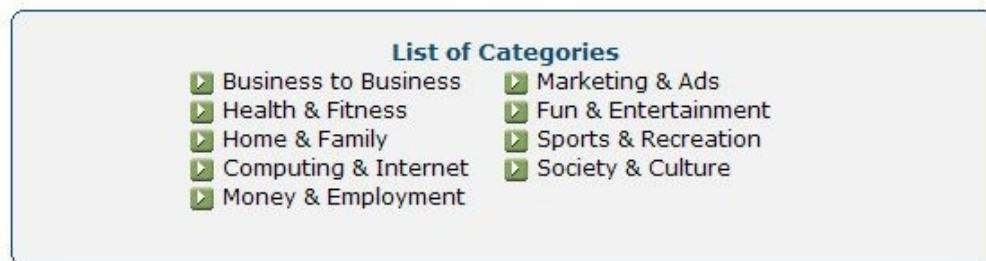 List of Categories
Business to Business
Health & Fitness
Home & Family
Computing & Internet
Money & Employment
Marketing & Ads
Fun & Entertainment
Sports & Recreation
Society & Culture